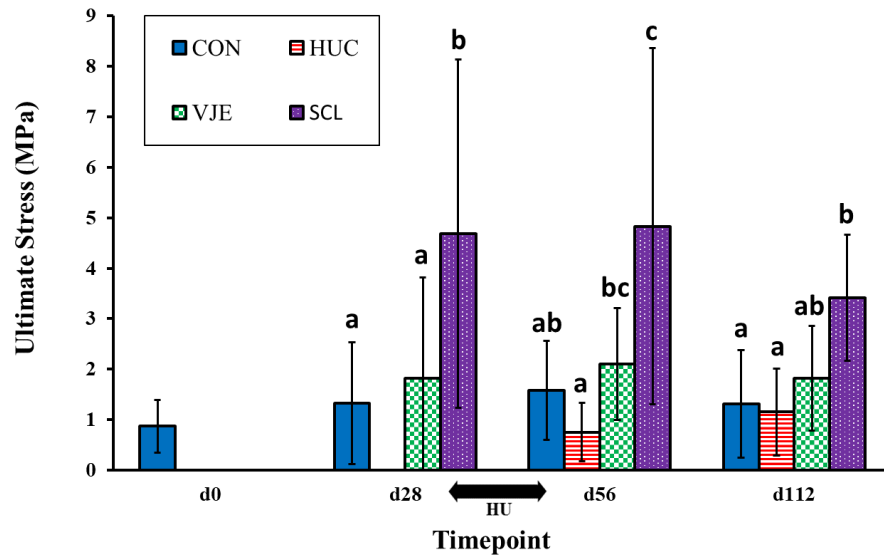 9
8
7
6
5
4
3
2
1
0
Ultimate Stress (MPa)
CON HUC
VJE SCL
a a b
ab a bc c
a a ab b
d0 d28 d56 d112
HU
Timepoint